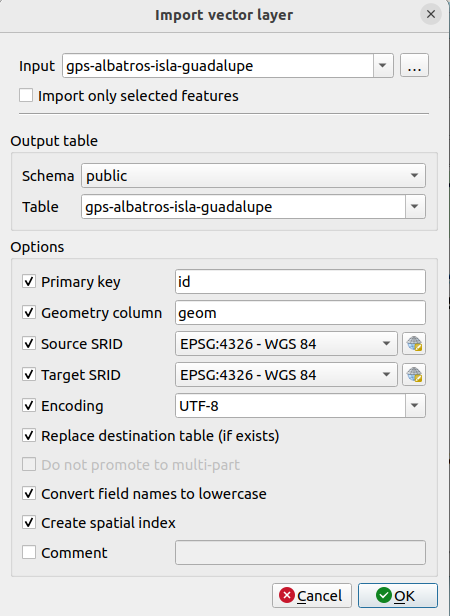 Import vector layer
Input gps-albatros-isla-guadalupe ...
Import only selected features
Output table
Schema public
Table gps-albatros-isla-guadalupe
Options
Primary key id
Geometry column geom
Source SRID EPSG:4326 - WGS 84
Target SRID EPSG:4326 - WGS 84
Encoding UTF-8
Replace destination table (if exists)
Do not promote to multi-part
Convert field names to lowercase
Create spatial index
Comment
Cancel OK